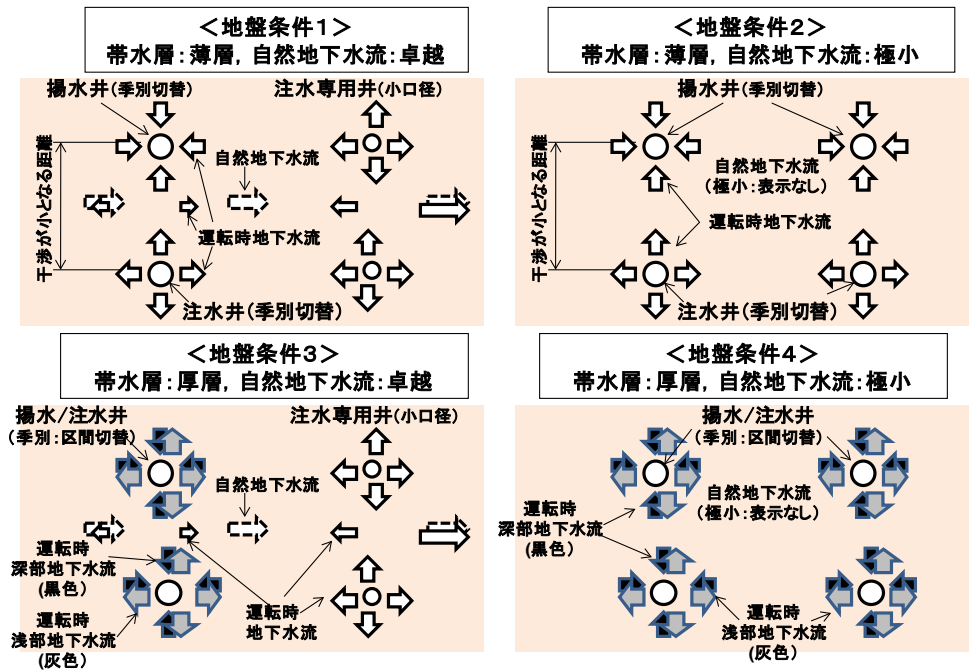 ＜地盤条件１＞
帯水層：薄層，自然地下水流：卓越
揚水井(季別切替)
注水専用井(小口径)
自然地下水流
干渉が小となる距離
運転時地下水流
注水井(季別切替)
＜地盤条件２＞
帯水層：薄層，自然地下水流：極小
揚水井(季別切替)
自然地下水流
(極小：表示なし)
干渉が小となる距離
運転時地下水流
注水井(季別切替)
＜地盤条件３＞
帯水層：厚層，自然地下水流：卓越
揚水/注水井
(季別：区間切替)
注水専用井(小口径)
自然地下水流
運転時
深部地下水流
(黒色)
運転時
浅部地下水流
(灰色)
運転時
地下水流
＜地盤条件４＞
帯水層：厚層，自然地下水流：極小
揚水/注水井
(季別：区間切替)
自然地下水流
(極小：表示なし)
運転時
深部地下水流
(黒色)
運転時
浅部地下水流
(灰色)